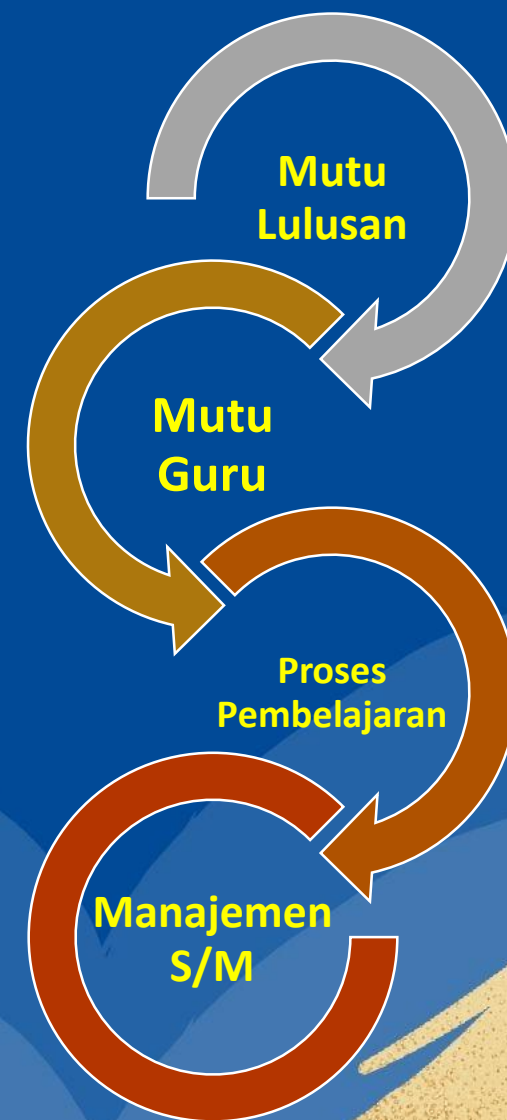 Mutu
Lulusan
Mutu
Guru
Proses
Pembelajaran
Manajemen
S/M